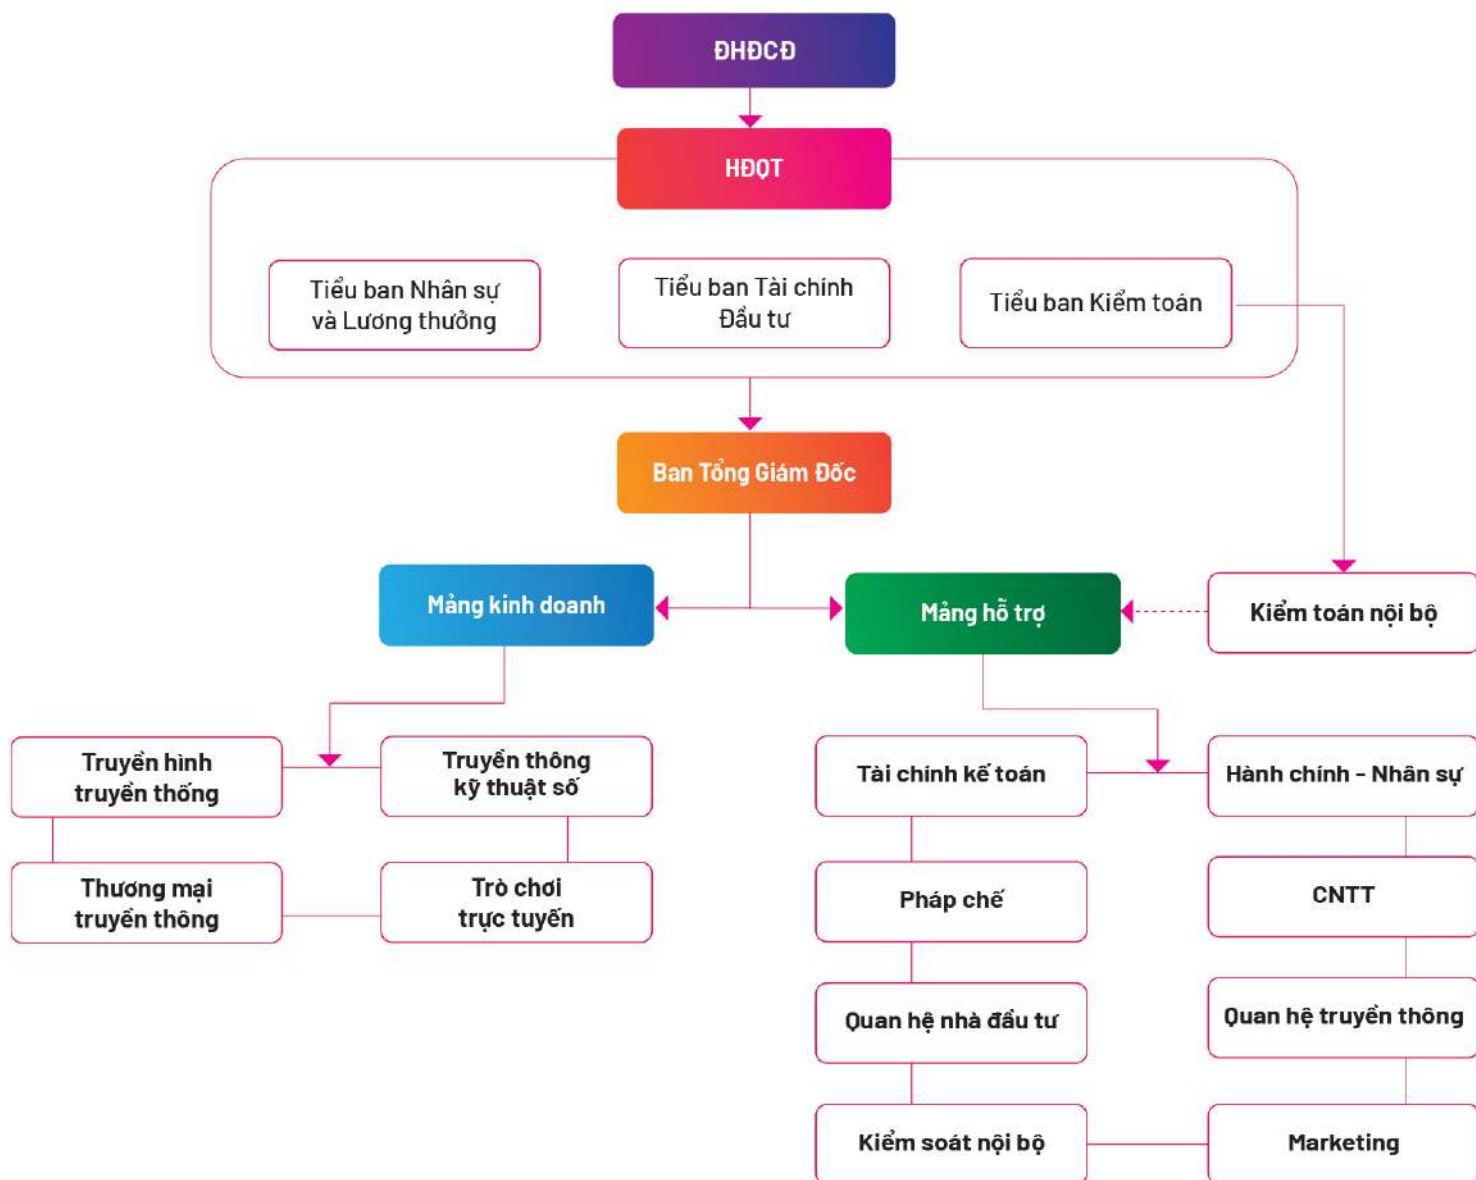 ĐHĐCĐ
HĐQT
Tiểu ban Nhân sự
và Lương thưởng
Tiểu ban Tài chính
Đầu tư
Tiểu ban Kiểm toán
Ban Tổng Giám Đốc
Mảng kinh doanh
Mảng hỗ trợ
Kiểm toán nội bộ
Truyền hình
truyền thống
Truyền thông
kỹ thuật số
Thương mại
truyền thông
Trò chơi
trực tuyến
Tài chính kế toán
Hành chính - Nhân sự
Pháp chế
CNTT
Quan hệ nhà đầu tư
Quan hệ truyền thông
Kiểm soát nội bộ
Marketing